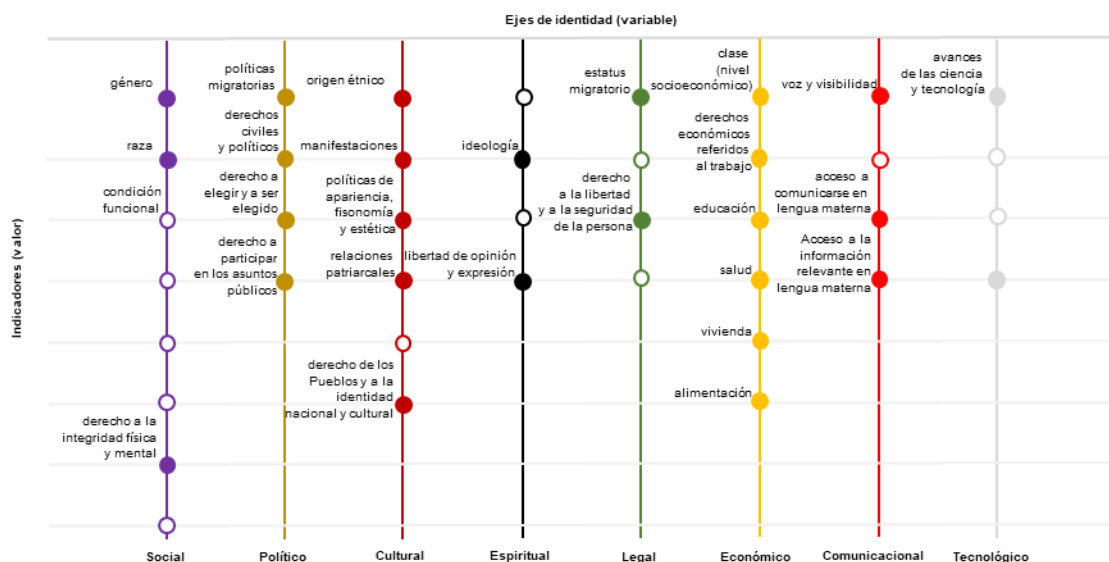 Ejes de identidad (variable)
Indicadores (valor)
género
raza
condición
funcional
derecho a la
integridad física
y mental
políticas
migratorias
derechos
civiles
y políticos
derecho a
elegir y a ser
elegido
derecho a
participar
en los asuntos
públicos
origen étnico
manifestaciones
políticas de
apariencia,
fisonomía
y estética
relaciones
patriarcales
derecho de los
Pueblos y a la
identidad
nacional y cultural
ideología
libertad de opinión
y expresión
estatus
migratorio
derecho
a la libertad
y a la seguridad
de la persona
clase
(nivel
socioeconómico)
derechos
económicos
referidos
al trabajo
educación
salud
vivienda
alimentación
voz y visibilidad
acceso a
comunicarse en
lengua materna
Acceso a la
información
relevante en
lengua materna
avances
de las ciencia
y tecnología
Social
Político
Cultural
Espiritual
Legal
Económico
Comunicacional
Tecnológico